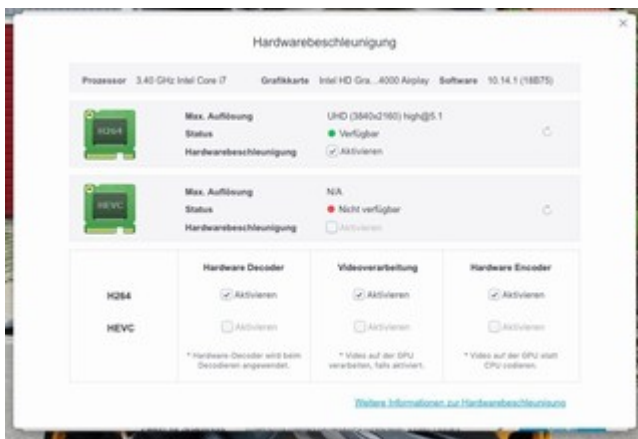 Hardwarebeschleunigung
Prozessor 3.40 GHz Intel Core i7 Grafikkarte Intel HD Gra...4000 Airplay Software 10.14.1 (18B75)
H264
Max. Auflösung UHD (3840x2160) high@5.1
Status Verfügbar
Hardwarebeschleunigung Aktivieren
HEVC
Max. Auflösung N/A
Status Nicht verfügbar
Hardwarebeschleunigung Aktivieren
Hardware Decoder Videoverarbeitung Hardware Encoder
H264 Aktivieren Aktivieren Aktivieren
HEVC Aktivieren Aktivieren Aktivieren
* Hardware-Decoder wird beim Decodieren angewendet.
* Video auf der GPU verarbeiten, falls aktiviert.
* Video auf der GPU statt CPU codieren.
Weitere Informationen zur Hardwarebeschleunigung